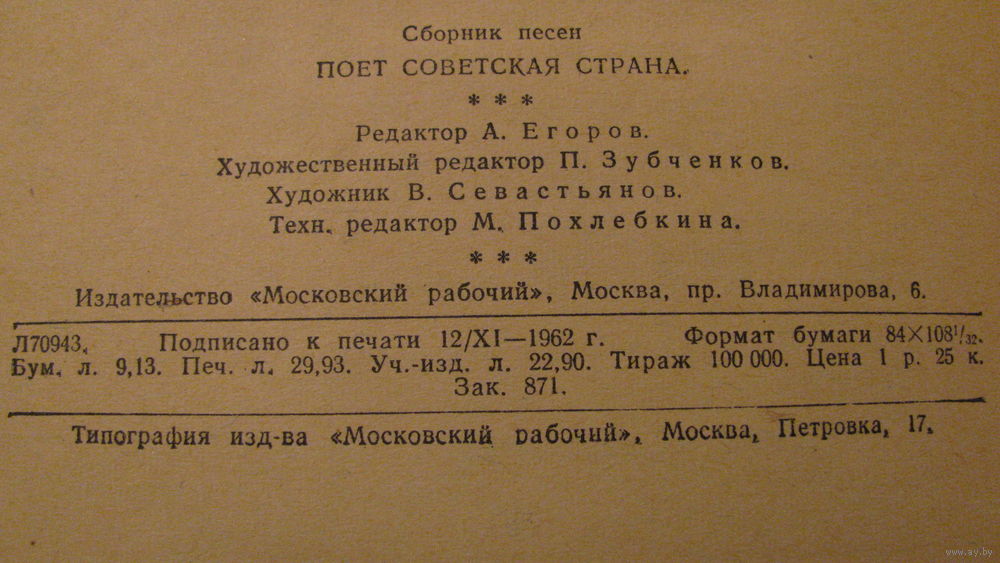 Сборник песен
ПОЕТ СОВЕТСКАЯ СТРАНА.
* * *
Редактор А. Егоров.
Художественный редактор П. Зубченков.
Художник В. Севастьянов.
Техн. редактор М. Похлебкина.
* * *
Издательство «Московский рабочий», Москва, пр. Владимирова, 6.
Л70943. Подписано к печати 12/XI—1962 г. Формат бумаги 84×108¹/₃₂.
Бум. л. 9,13. Печ. л. 29,93. Уч.-изд. л. 22,90. Тираж 100 000. Цена 1 р. 25 к.
Зак. 871.
Типография изд-ва «Московский рабочий», Москва, Петровка, 17.
www.ay.by